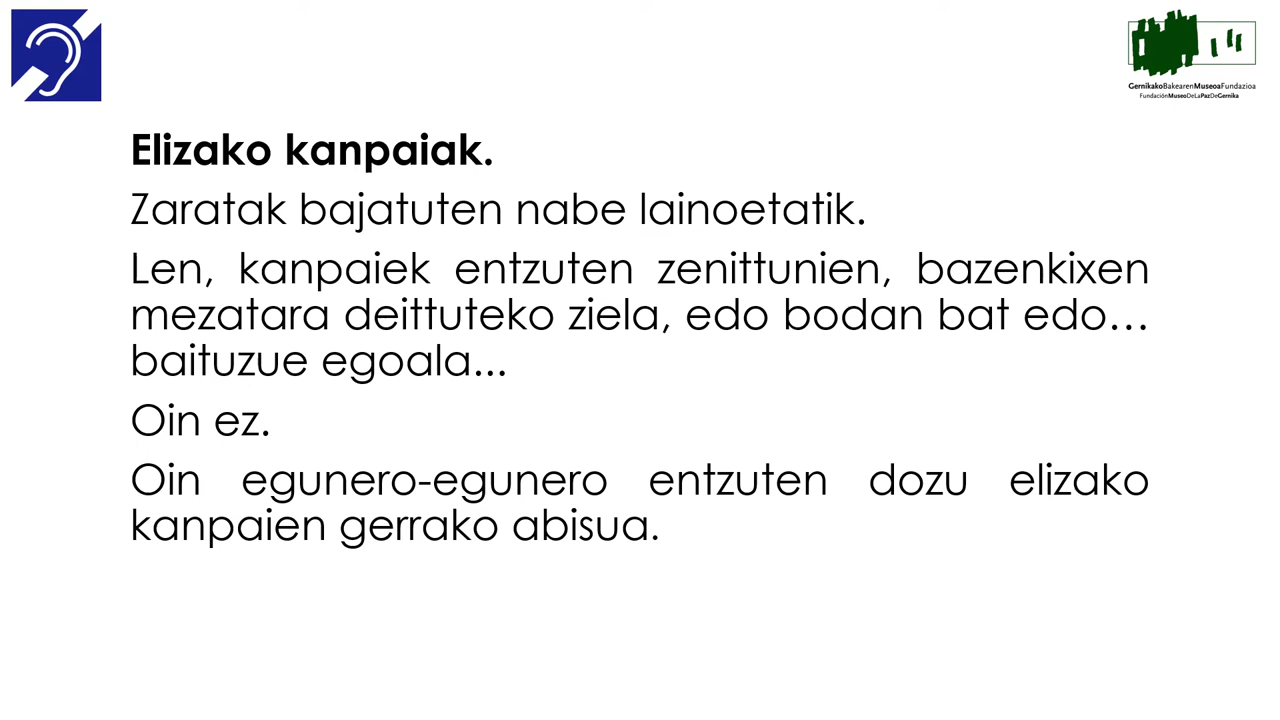 GernikakoBakearenMuseoaFundazioa
FundaciónMuseoDeLaPazDeGernika
Elizako kanpaiak.
Zaratak bajatuten nabe lainoetatik.
Len, kanpaiek entzuten zenittunien, bazenkixen
mezatara deittuteko ziela, edo bodan bat edo…
baituzue egoala...
Oin ez.
Oin egunero-egunero entzuten dozu elizako
kanpaien gerrako abisua.